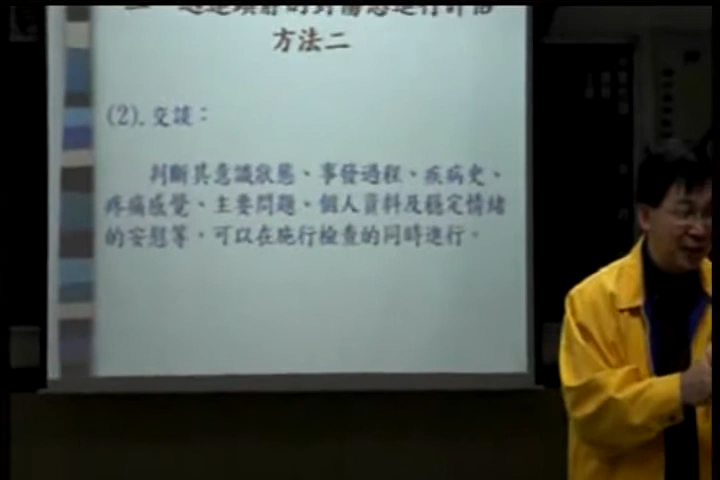 方法二
(2). 交談：
判斷其意識狀態、事發過程、疾病史、
疼痛感覺、主要問題、個人資料及穩定情緒
的安慰等，可以在施行檢查的同時進行。